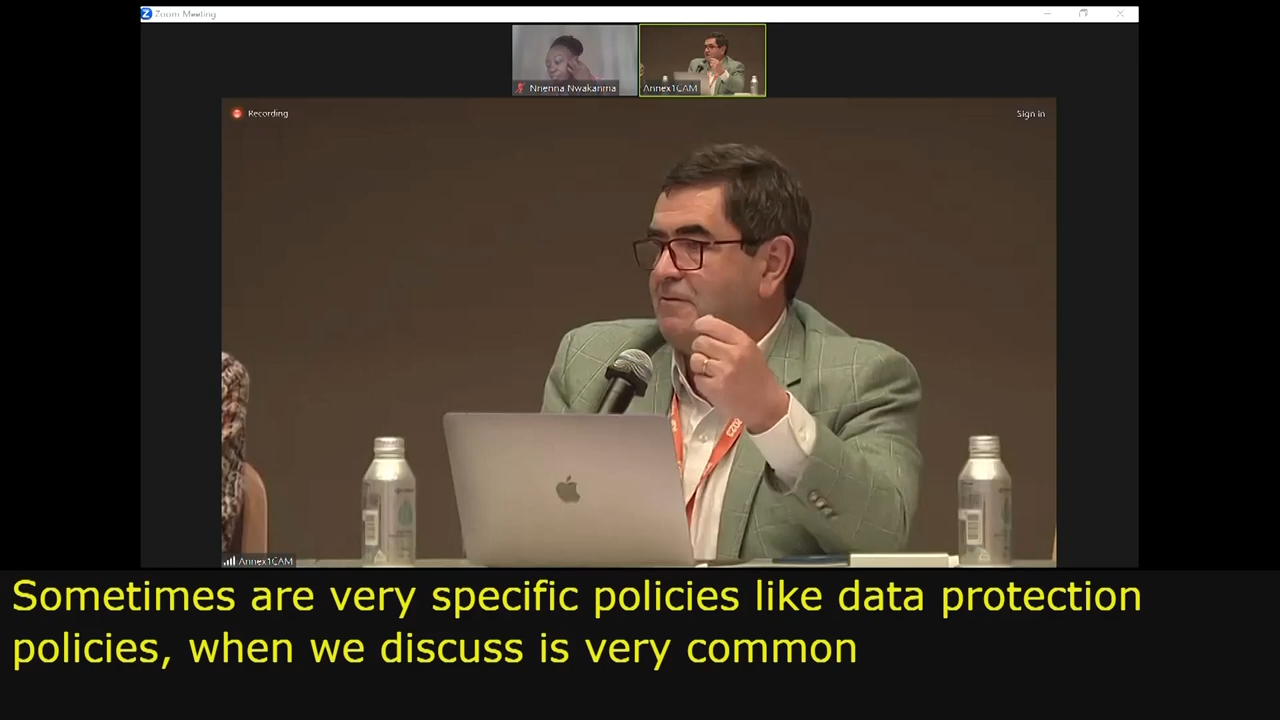 Zoom Meeting
Nnenna Nwakanma
Annex1CAM
Recording
Sign in
2023
Annex1CAM
Sometimes are very specific policies like data protection
policies, when we discuss is very common